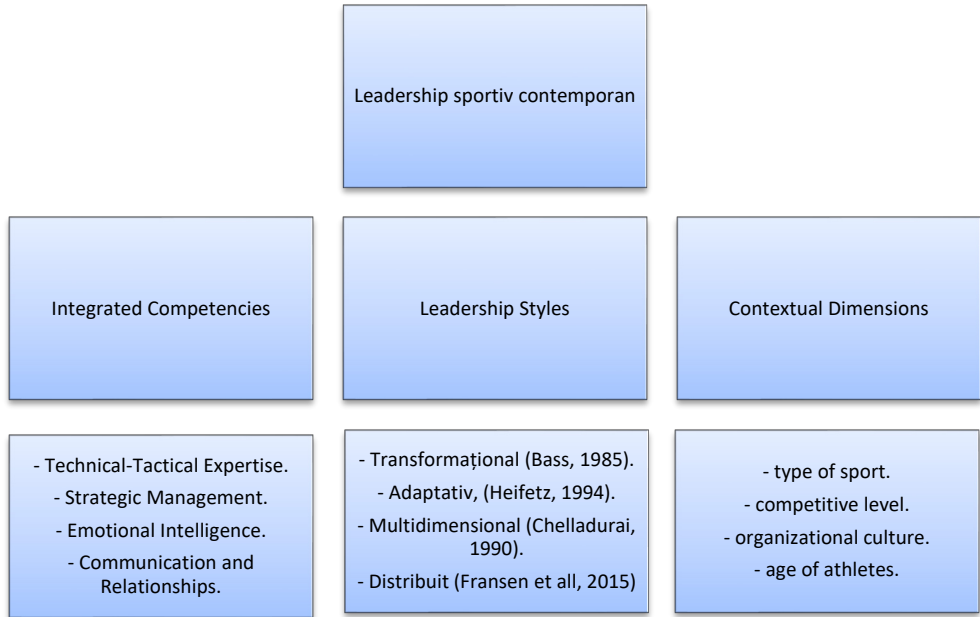 Leadership sportiv contemporan
Integrated Competencies
Leadership Styles
Contextual Dimensions
- Technical-Tactical Expertise.
- Strategic Management.
- Emotional Intelligence.
- Communication and
Relationships.
- Transformațional (Bass, 1985).
- Adaptativ, (Heifetz, 1994).
- Multidimensional (Chelladurai,
1990).
- Distribuit (Fransen et all, 2015)
- type of sport.
- competitive level.
- organizational culture.
- age of athletes.